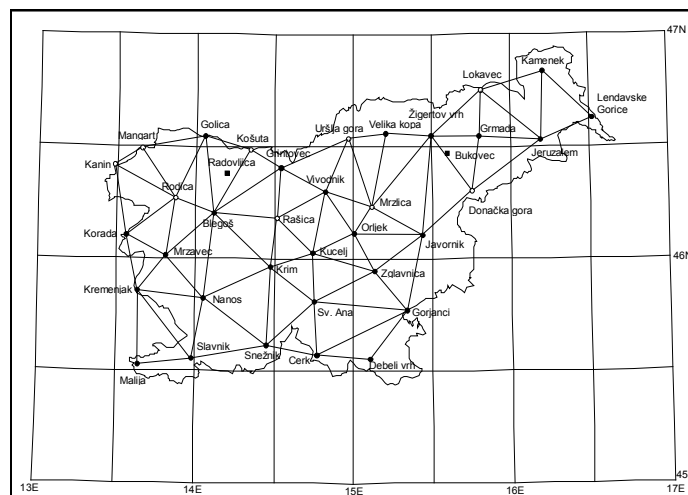 47N
Kamenek
Lokavec
Lendavske
Gorice
Žigertov vrh
Golica
Velika kopa
Uršlja gora
Grmada
Košuta
Mangart
Grintovec
Bukovec
Jeruzalem
Kanin
Radovljica
Vivodnik
Rodica
Mrzlica
Donačka gora
Blegoš
Rašica
Orljek
Korada
Javornik
Mrzavec
Kucelj
46N
Krim
Zglavnica
Kremenjak
Nanos
Sv. Ana
Gorjanci
Slavnik
Snežnik
Cerk
Debeli vrh
Malija
45
13E
14E
15E
16E
17E